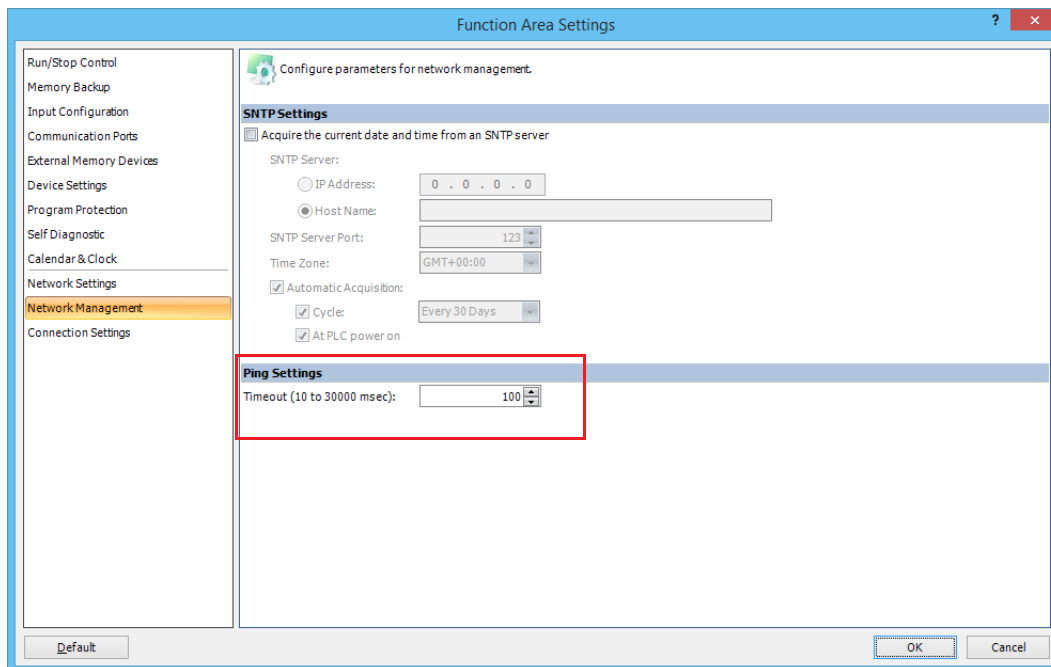 Function Area Settings
?
Run/Stop Control
Memory Backup
Input Configuration
Communication Ports
External Memory Devices
Device Settings
Program Protection
Self Diagnostic
Calendar & Clock
Network Settings
Network Management
Connection Settings
Configure parameters for network management.
SNTP Settings
Acquire the current date and time from an SNTP server
SNTP Server:
IP Address: 0 . 0 . 0 . 0
Host Name:
SNTP Server Port: 123
Time Zone: GMT+00:00
Automatic Acquisition:
Cycle: Every 30 Days
At PLC power on
Ping Settings
Timeout (10 to 30000 msec): 100
Default OK Cancel